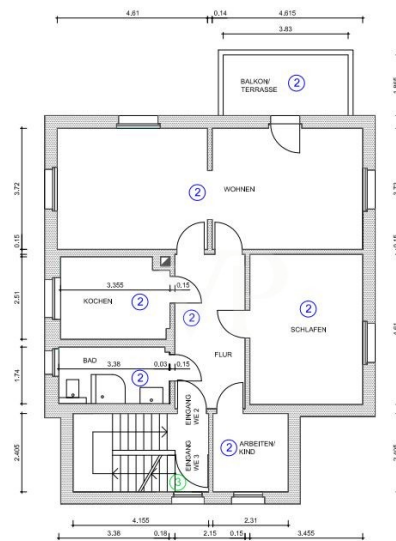 4.61 0.14 4.615
3.83
BALKON/
TERRASSE
2
3.72
WOHNEN
2
0.15
3.355 0.15
KOCHEN
2
2.51
2
2
SCHLAFEN
4.61
BAD
3,38 0.03 0.15
2
1.74
FLUR
EINGANG
WE 2
EINGANG
WE 3
2
ARBEITEN/
KIND
2.405
3
4.155 2.31
3.38 0.18 2.15 0.15 3.455